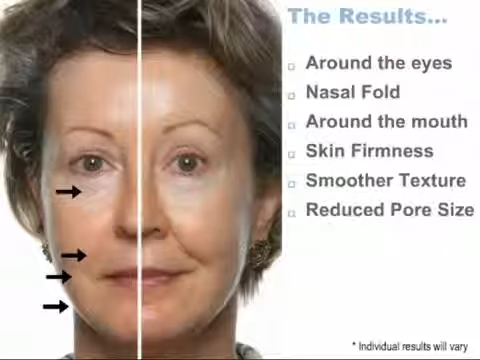 The Results...
Around the eyes
Nasal Fold
Around the mouth
Skin Firmness
Smoother Texture
Reduced Pore Size
* Individual results will vary